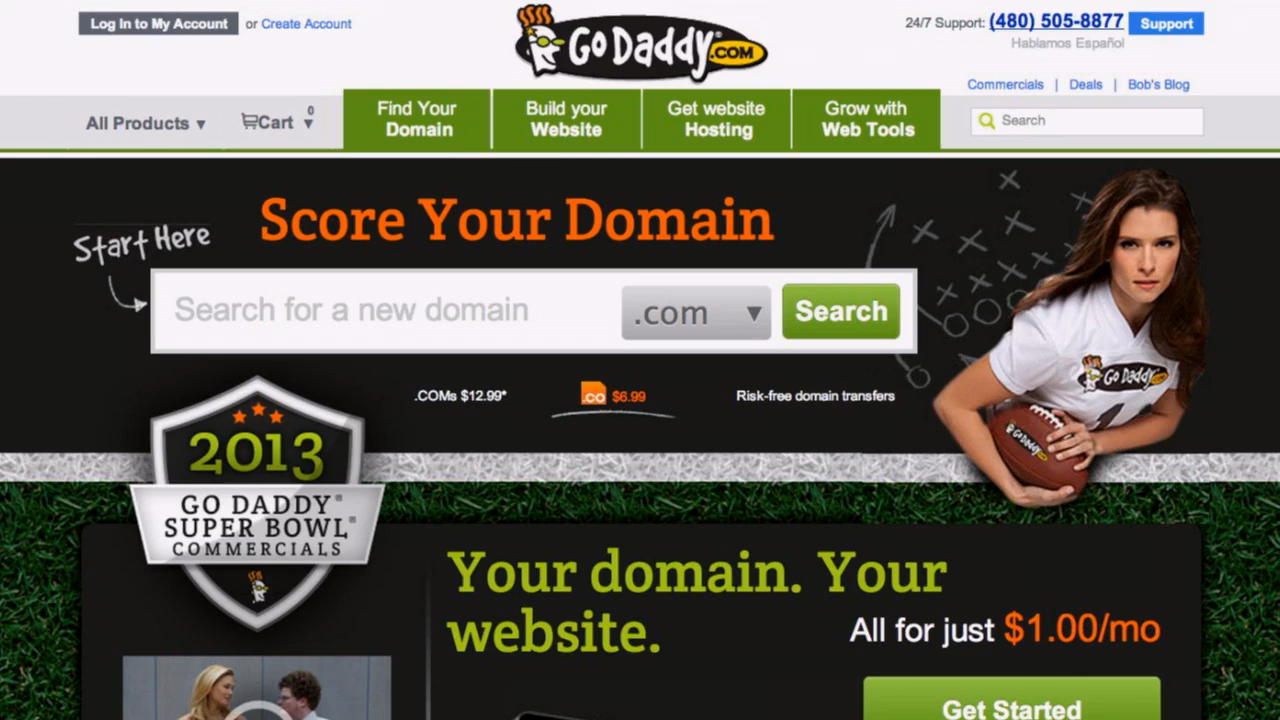 Log In to My Account or Create Account
GoDaddy.COM
24/7 Support: (480) 505-8877 Support
Hablamos Español
Commercials | Deals | Bob's Blog
All Products ▾
Cart 0 ▾
Find Your
Domain
Build your
Website
Get website
Hosting
Grow with
Web Tools
Search
Start Here
Score Your Domain
Search for a new domain
.com ▾
Search
.COMs $12.99*
.co $6.99
Risk-free domain transfers
Go Daddy
Go Daddy
2013
GO DADDY®
SUPER BOWL®
COMMERCIALS
Your domain. Your
website.
All for just $1.00/mo
Get Started